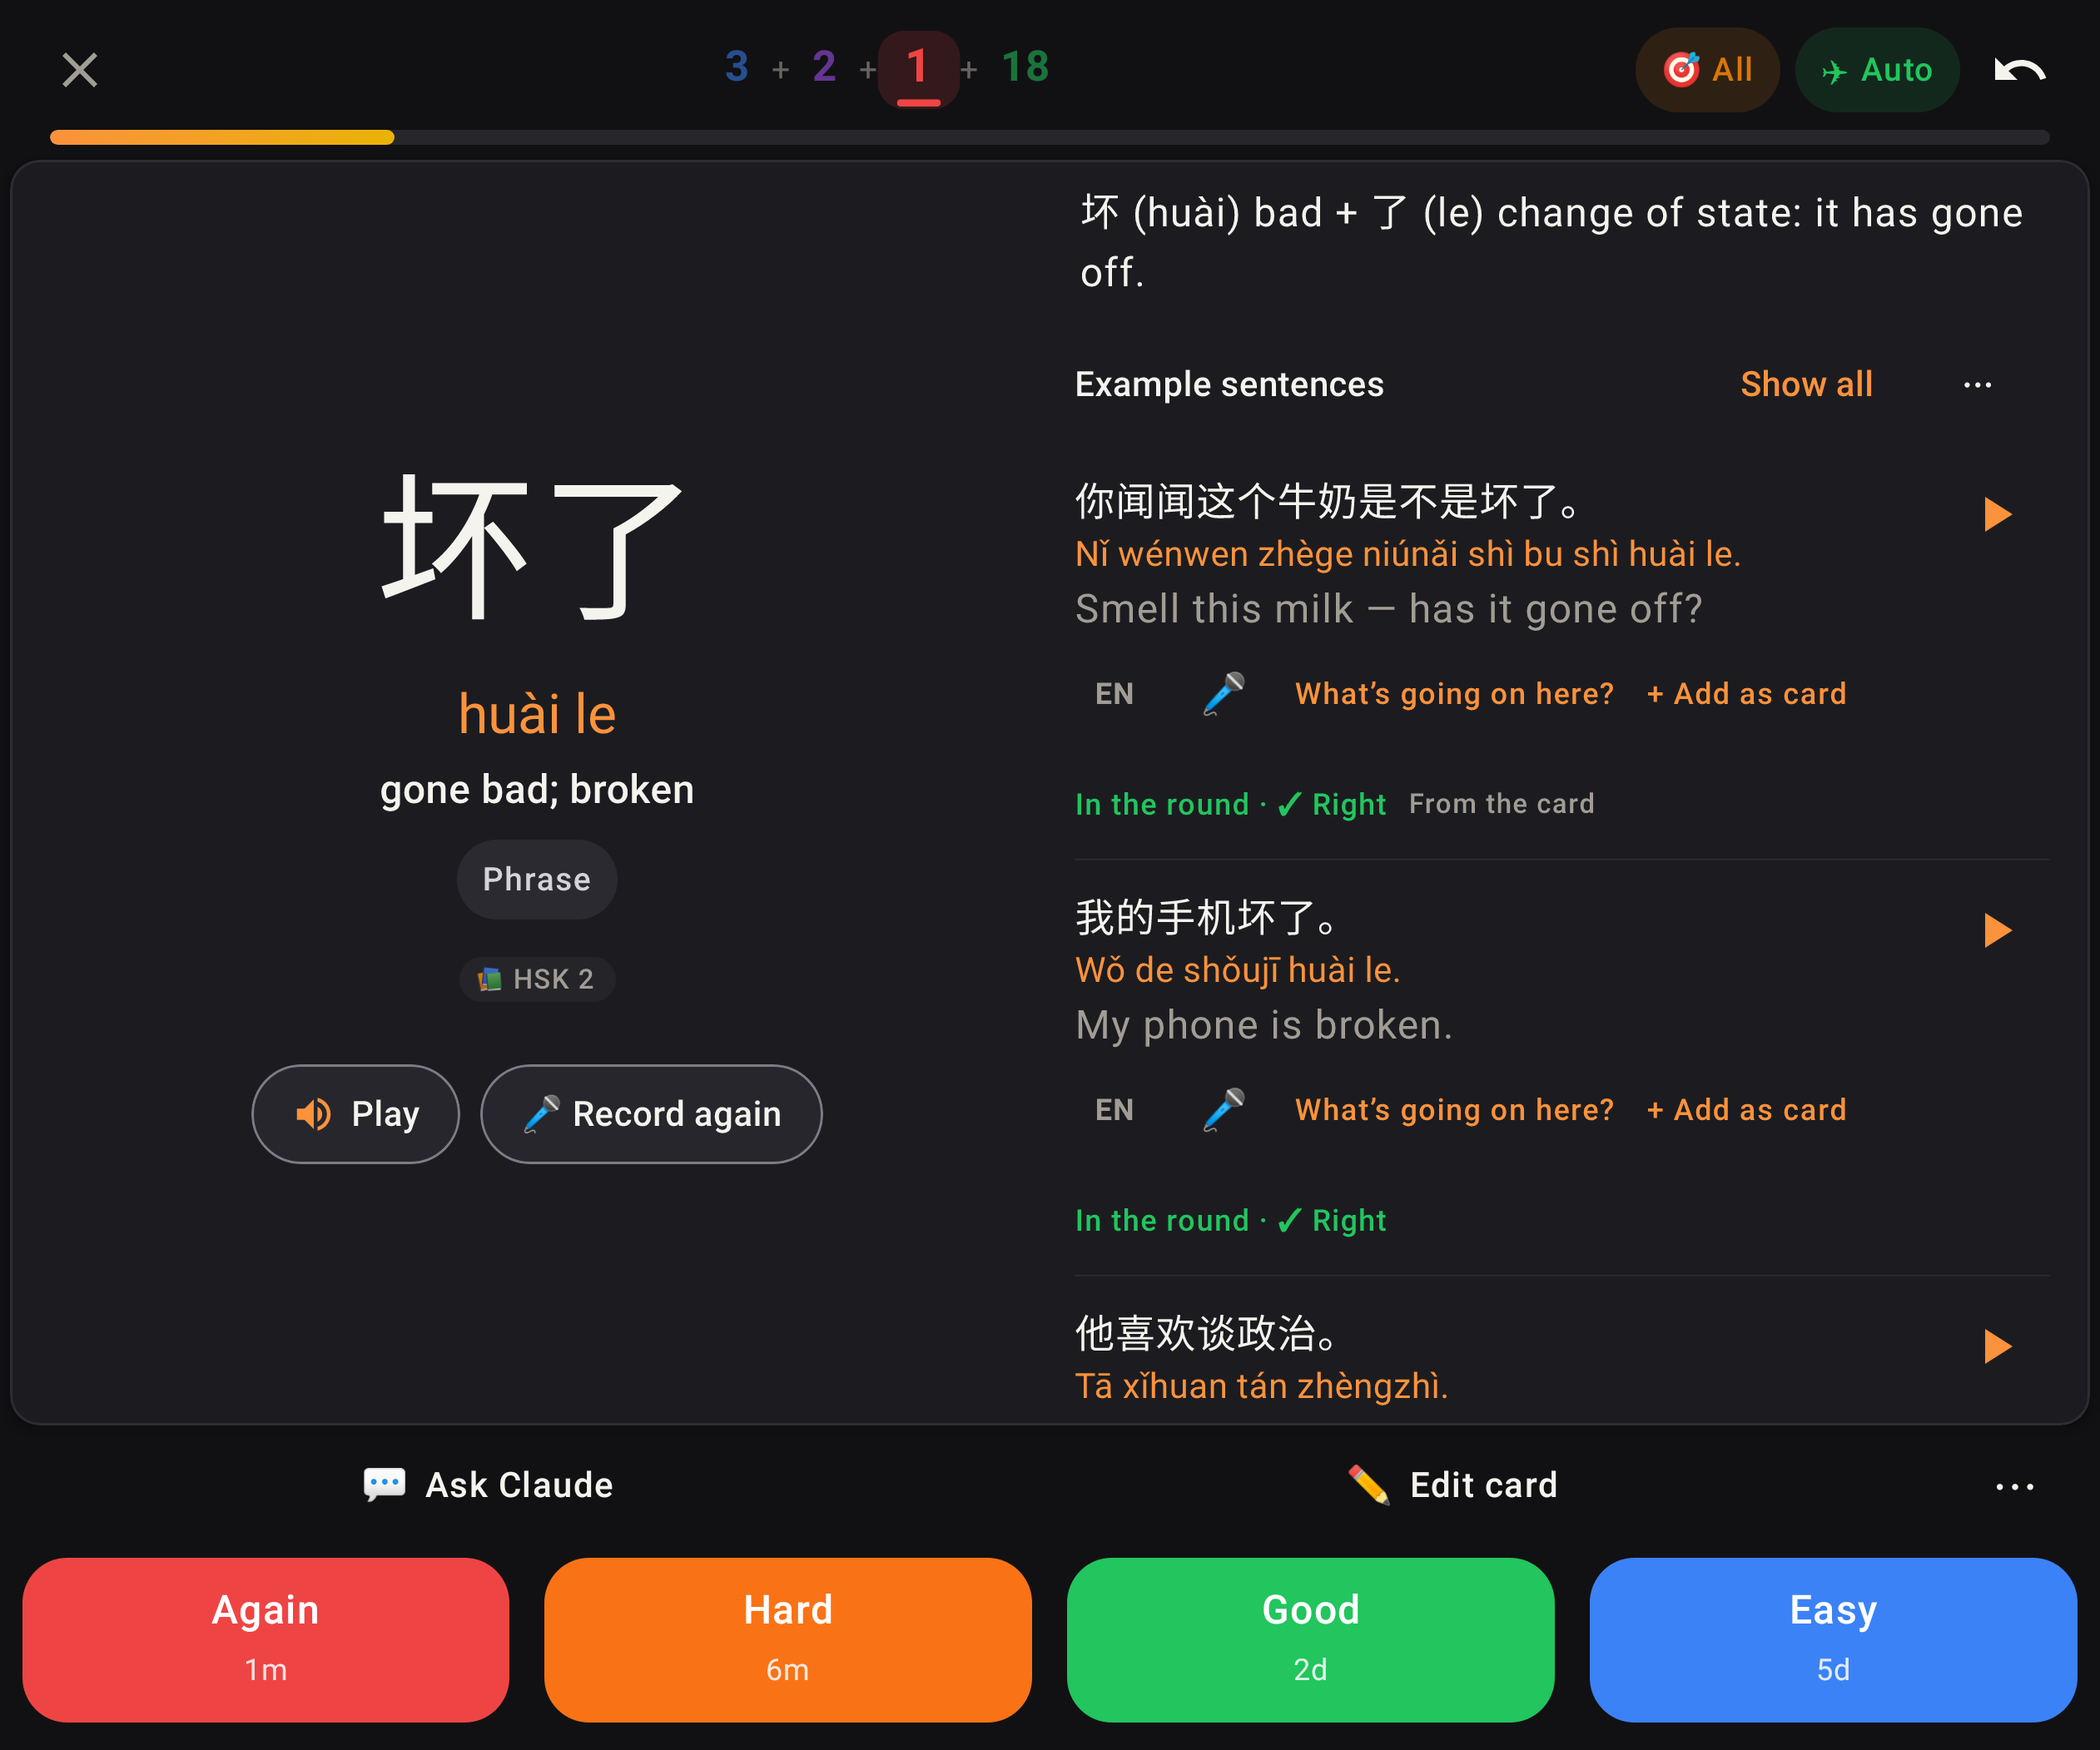 3 + 2 + 1 + 18
All
Auto
坏了
huài le
gone bad; broken
Phrase
HSK 2
Play
Record again
坏 (huài) bad + 了 (le) change of state: it has gone
off.
Example sentences
Show all
你闻闻这个牛奶是不是坏了。
Nǐ wénwen zhège niúnǎi shì bu shì huài le.
Smell this milk — has it gone off?
EN
What’s going on here?
+ Add as card
In the round · ✓ Right
From the card
我的手机坏了。
Wǒ de shǒujī huài le.
My phone is broken.
EN
What’s going on here?
+ Add as card
In the round · ✓ Right
他喜欢谈政治。
Tā xǐhuan tán zhèngzhì.
Ask Claude
Edit card
Again
1m
Hard
6m
Good
2d
Easy
5d